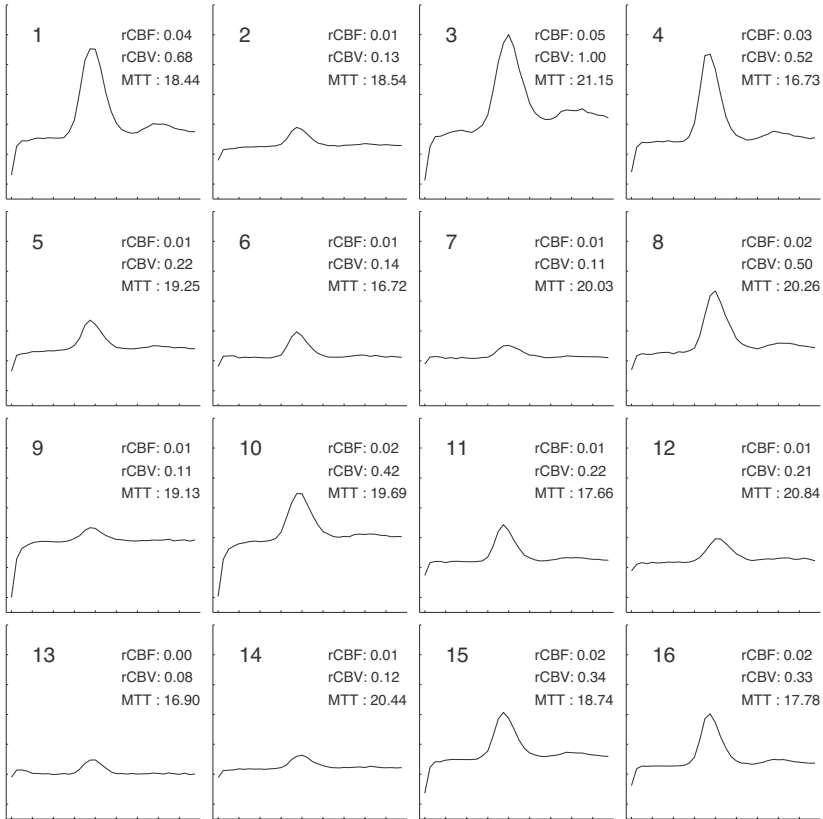 1
rCBF: 0.04
rCBV: 0.68
MTT : 18.44
2
rCBF: 0.01
rCBV: 0.13
MTT : 18.54
3
rCBF: 0.05
rCBV: 1.00
MTT : 21.15
4
rCBF: 0.03
rCBV: 0.52
MTT : 16.73
5
rCBF: 0.01
rCBV: 0.22
MTT : 19.25
6
rCBF: 0.01
rCBV: 0.14
MTT : 16.72
7
rCBF: 0.01
rCBV: 0.11
MTT : 20.03
8
rCBF: 0.02
rCBV: 0.50
MTT : 20.26
9
rCBF: 0.01
rCBV: 0.11
MTT : 19.13
10
rCBF: 0.02
rCBV: 0.42
MTT : 19.69
11
rCBF: 0.01
rCBV: 0.22
MTT : 17.66
12
rCBF: 0.01
rCBV: 0.21
MTT : 20.84
13
rCBF: 0.00
rCBV: 0.08
MTT : 16.90
14
rCBF: 0.01
rCBV: 0.12
MTT : 20.44
15
rCBF: 0.02
rCBV: 0.34
MTT : 18.74
16
rCBF: 0.02
rCBV: 0.33
MTT : 17.78